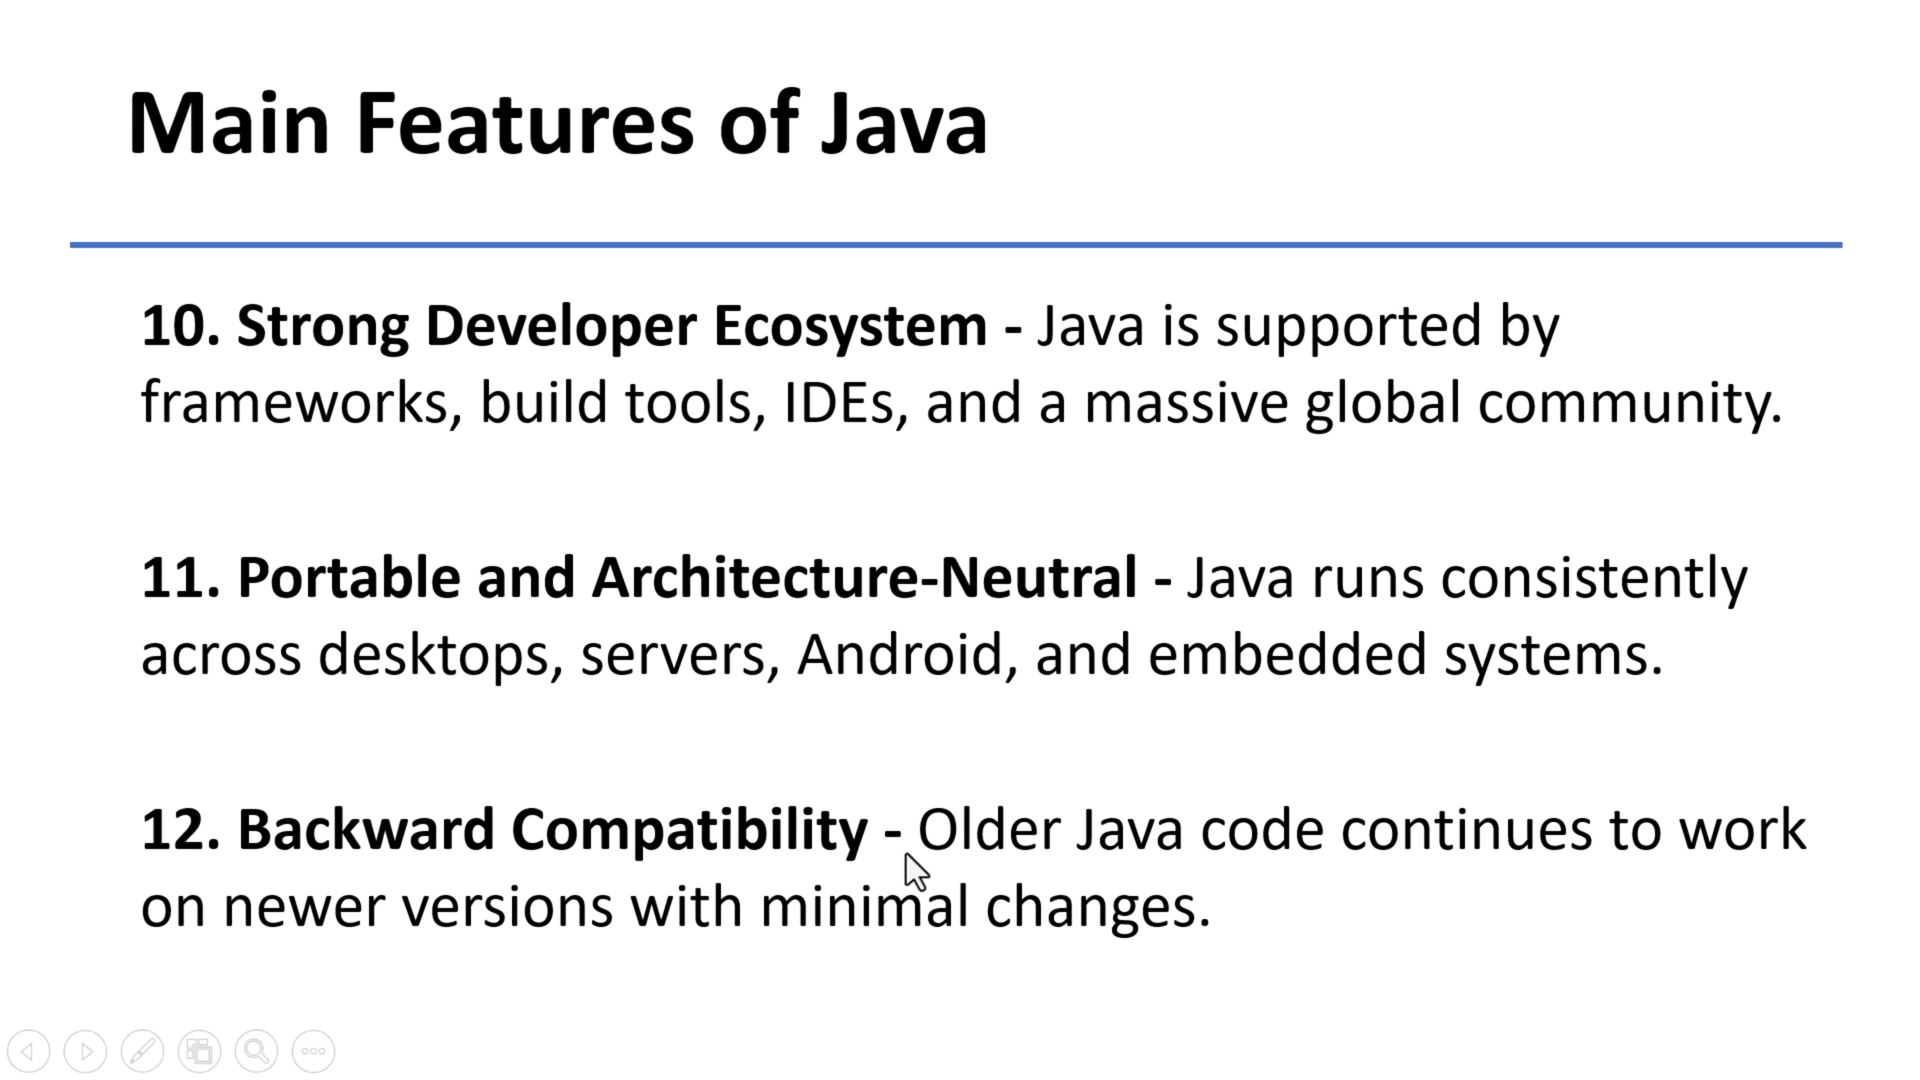 Main Features of Java
10. Strong Developer Ecosystem - Java is supported by
frameworks, build tools, IDEs, and a massive global community.
11. Portable and Architecture-Neutral - Java runs consistently
across desktops, servers, Android, and embedded systems.
12. Backward Compatibility - Older Java code continues to work
on newer versions with minimal changes.